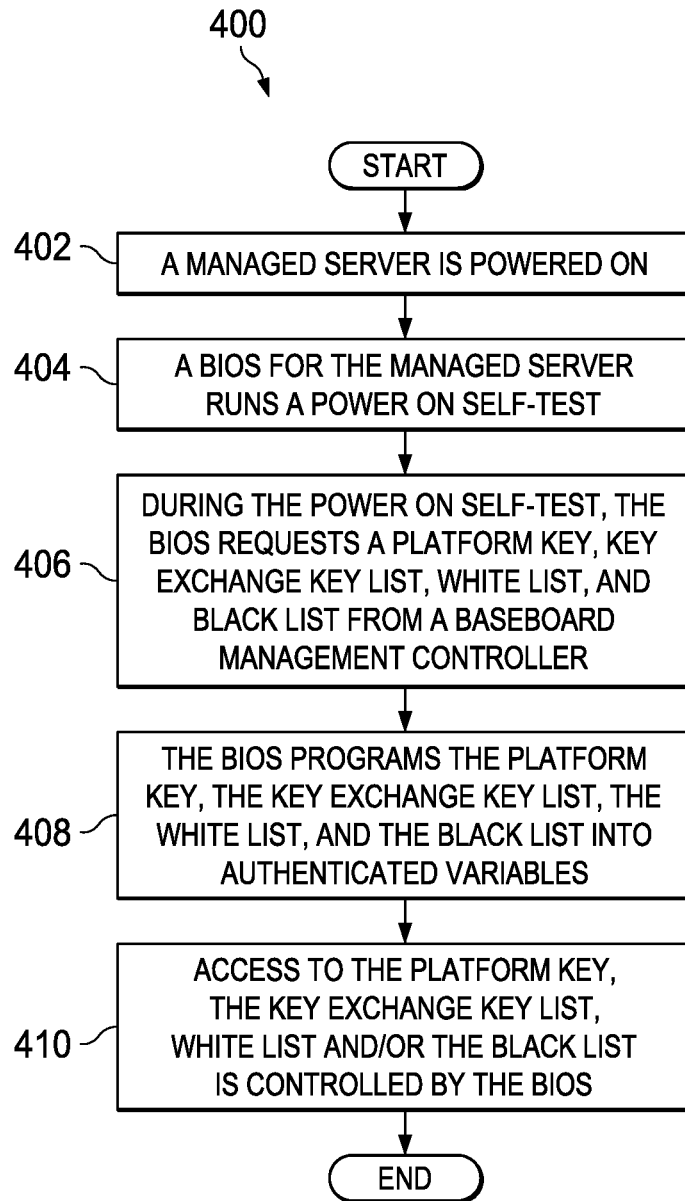 400
START
402
A MANAGED SERVER IS POWERED ON
404
A BIOS FOR THE MANAGED SERVER
RUNS A POWER ON SELF-TEST
406
DURING THE POWER ON SELF-TEST, THE
BIOS REQUESTS A PLATFORM KEY, KEY
EXCHANGE KEY LIST, WHITE LIST, AND
BLACK LIST FROM A BASEBOARD
MANAGEMENT CONTROLLER
408
THE BIOS PROGRAMS THE PLATFORM
KEY, THE KEY EXCHANGE KEY LIST, THE
WHITE LIST, AND THE BLACK LIST INTO
AUTHENTICATED VARIABLES
410
ACCESS TO THE PLATFORM KEY,
THE KEY EXCHANGE KEY LIST,
WHITE LIST AND/OR THE BLACK LIST
IS CONTROLLED BY THE BIOS
END